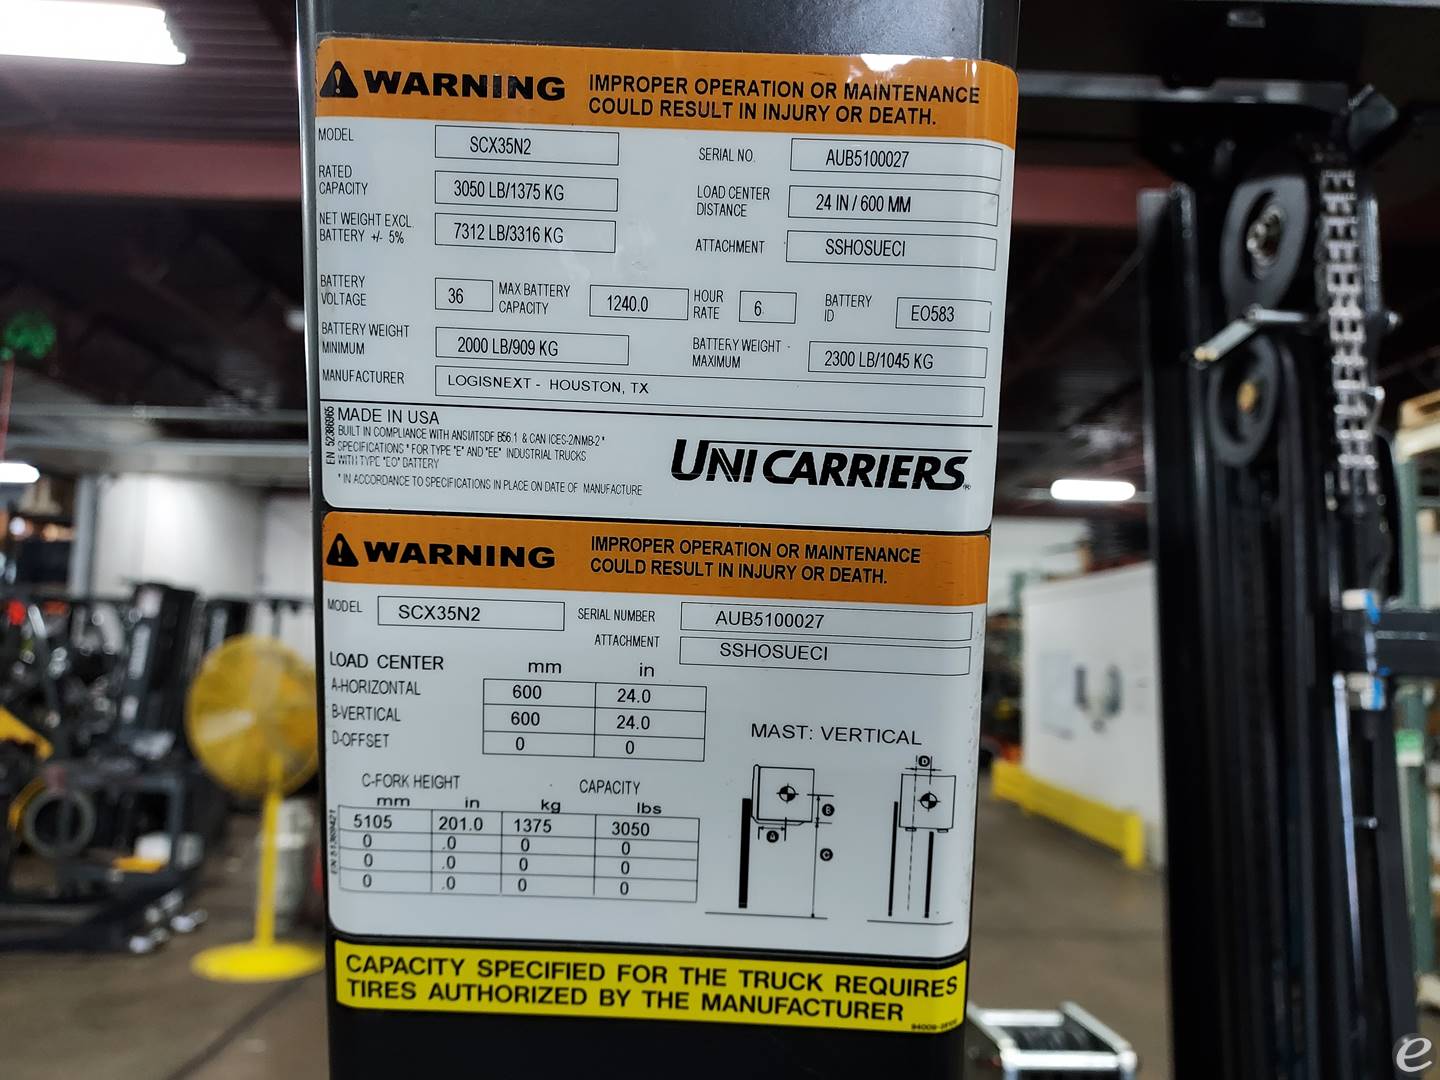 WARNING IMPROPER OPERATION OR MAINTENANCE
COULD RESULT IN INJURY OR DEATH.
MODEL SCX35N2 SERIAL NO. AUB5100027
RATED
CAPACITY 3050 LB/1375 KG LOAD CENTER
DISTANCE 24 IN / 600 MM
NET WEIGHT EXCL.
BATTERY +/- 5% 7312 LB/3316 KG ATTACHMENT SSHOSUECI
BATTERY
VOLTAGE 36 MAX BATTERY
CAPACITY 1240.0 HOUR
RATE 6 BATTERY
ID EO583
BATTERY WEIGHT
MINIMUM 2000 LB/909 KG BATTERY WEIGHT
MAXIMUM 2300 LB/1045 KG
MANUFACTURER LOGISNEXT - HOUSTON, TX
EN 52386965
MADE IN USA
BUILT IN COMPLIANCE WITH ANSI/ITSDF B56.1 & CAN ICES-2/NMB-2 *
SPECIFICATIONS * FOR TYPE "E" AND "EE" INDUSTRIAL TRUCKS
WITH TYPE "EO" BATTERY
* IN ACCORDANCE TO SPECIFICATIONS IN PLACE ON DATE OF MANUFACTURE
UNICARRIERS®
WARNING IMPROPER OPERATION OR MAINTENANCE
COULD RESULT IN INJURY OR DEATH.
MODEL SCX35N2 SERIAL NUMBER AUB5100027
ATTACHMENT SSHOSUECI
LOAD CENTER mm in
A-HORIZONTAL 600 24.0
B-VERTICAL 600 24.0
D-OFFSET 0 0
MAST: VERTICAL
C-FORK HEIGHT CAPACITY
mm in kg lbs
5105 201.0 1375 3050
0 .0 0 0
0 .0 0 0
0 .0 0 0
A B C D
CAPACITY SPECIFIED FOR THE TRUCK REQUIRES
TIRES AUTHORIZED BY THE MANUFACTURER
e